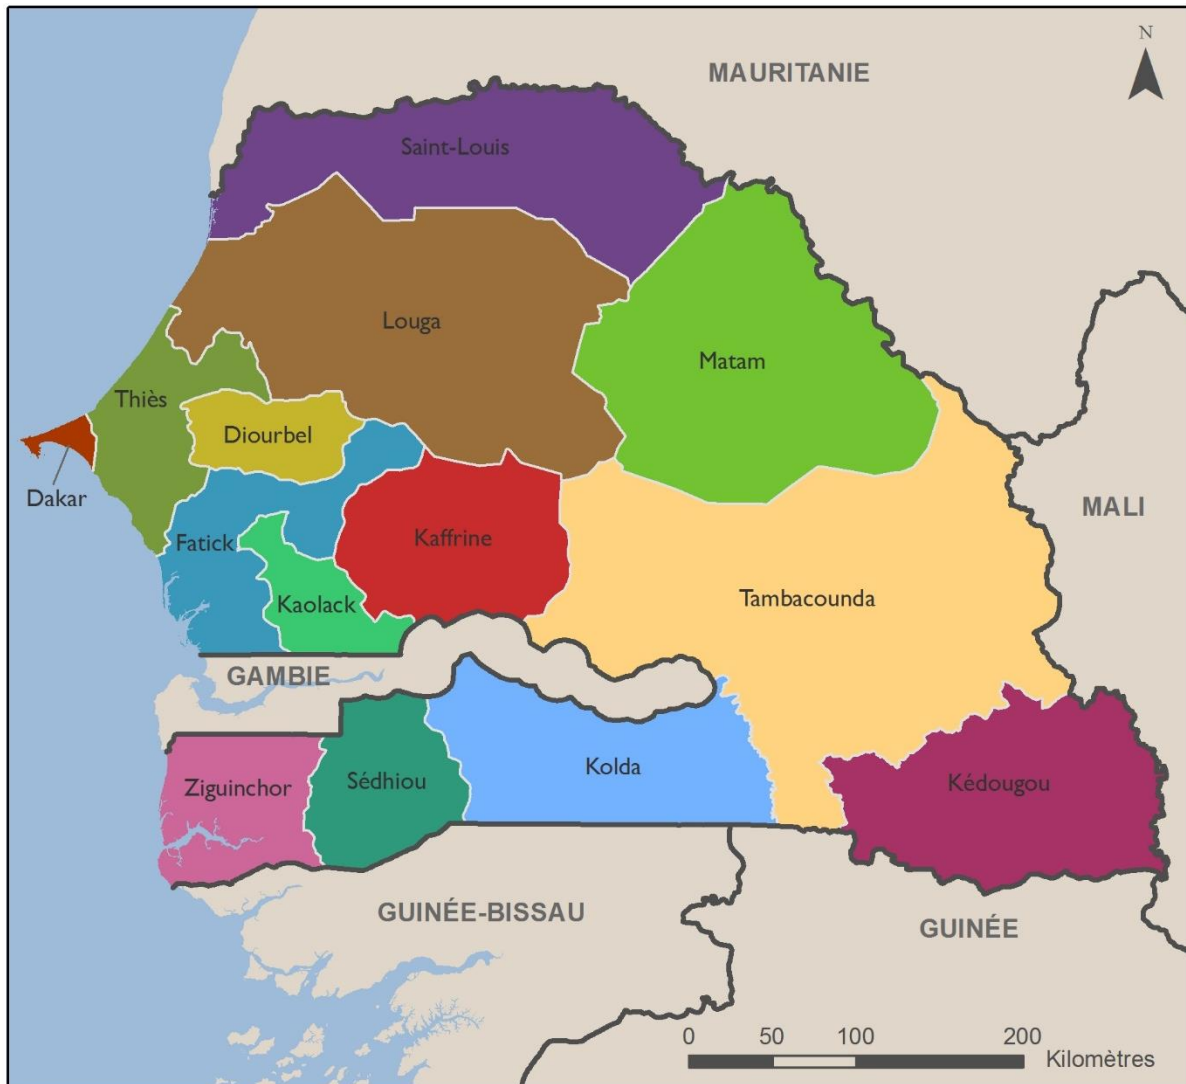 N
MAURITANIE
Saint-Louis
Louga
Matam
Thiès
Diourbel
Dakar
MALI
Fatick
Kaffrine
Kaolack
Tambacounda
GAMBIE
Ziguinchor
Sédhiou
Kolda
Kédougou
GUINÉE-BISSAU
GUINÉE
0 50 100 200
Kilomètres